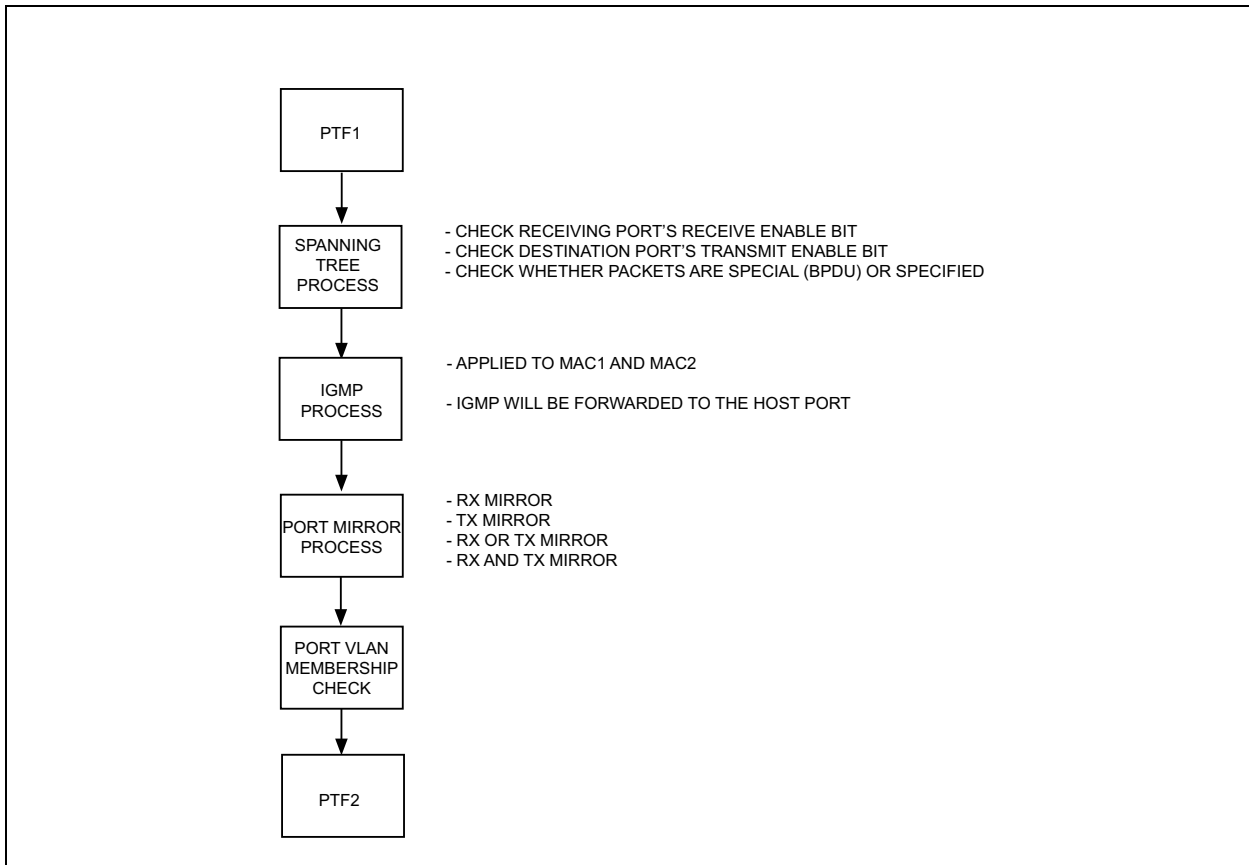 PTF1
SPANNING
TREE
PROCESS
- CHECK RECEIVING PORT'S RECEIVE ENABLE BIT
- CHECK DESTINATION PORT'S TRANSMIT ENABLE BIT
- CHECK WHETHER PACKETS ARE SPECIAL (BPDU) OR SPECIFIED
IGMP
PROCESS
- APPLIED TO MAC1 AND MAC2
- IGMP WILL BE FORWARDED TO THE HOST PORT
PORT MIRROR
PROCESS
- RX MIRROR
- TX MIRROR
- RX OR TX MIRROR
- RX AND TX MIRROR
PORT VLAN
MEMBERSHIP
CHECK
PTF2